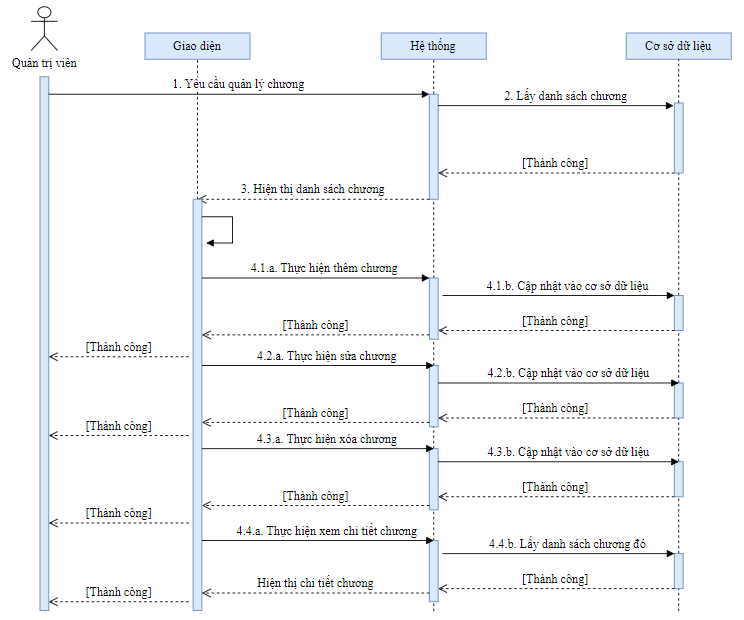 Quản trị viên
Giao diện
Hệ thống
Cơ sở dữ liệu
1. Yêu cầu quản lý chương
2. Lấy danh sách chương
[Thành công]
3. Hiện thị danh sách chương
4.1.a. Thực hiện thêm chương
4.1.b. Cập nhật vào cơ sở dữ liệu
[Thành công]
[Thành công]
[Thành công]
4.2.a. Thực hiện sửa chương
4.2.b. Cập nhật vào cơ sở dữ liệu
[Thành công]
[Thành công]
[Thành công]
4.3.a. Thực hiện xóa chương
4.3.b. Cập nhật vào cơ sở dữ liệu
[Thành công]
[Thành công]
[Thành công]
4.4.a. Thực hiện xem chi tiết chương
4.4.b. Lấy danh sách chương đó
[Thành công]
Hiện thị chi tiết chương
[Thành công]